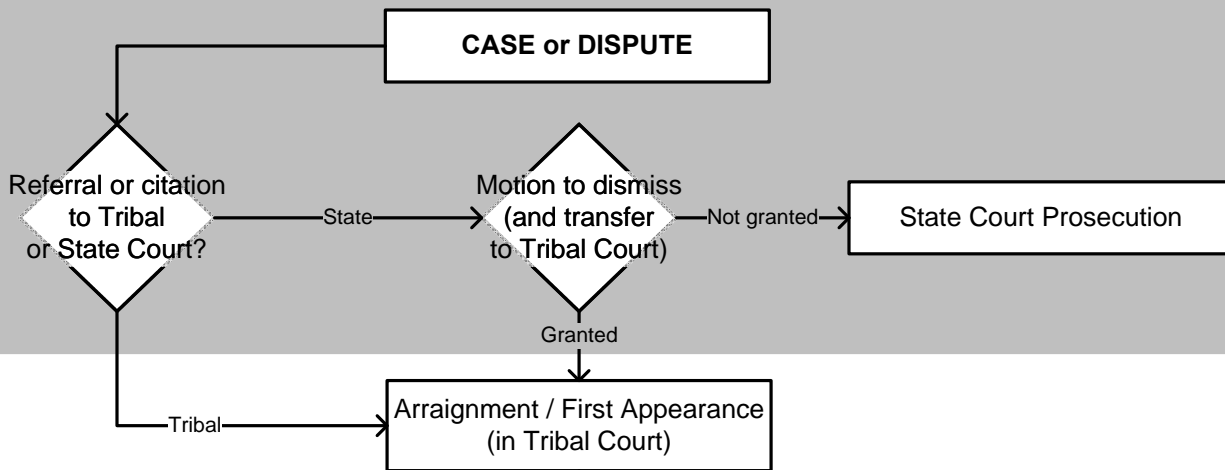 CASE or DISPUTE
Referral or citation
to Tribal
or State Court?
State
Motion to dismiss
(and transfer
to Tribal Court)
Not granted
State Court Prosecution
Granted
Tribal
Arraignment / First Appearance
(in Tribal Court)